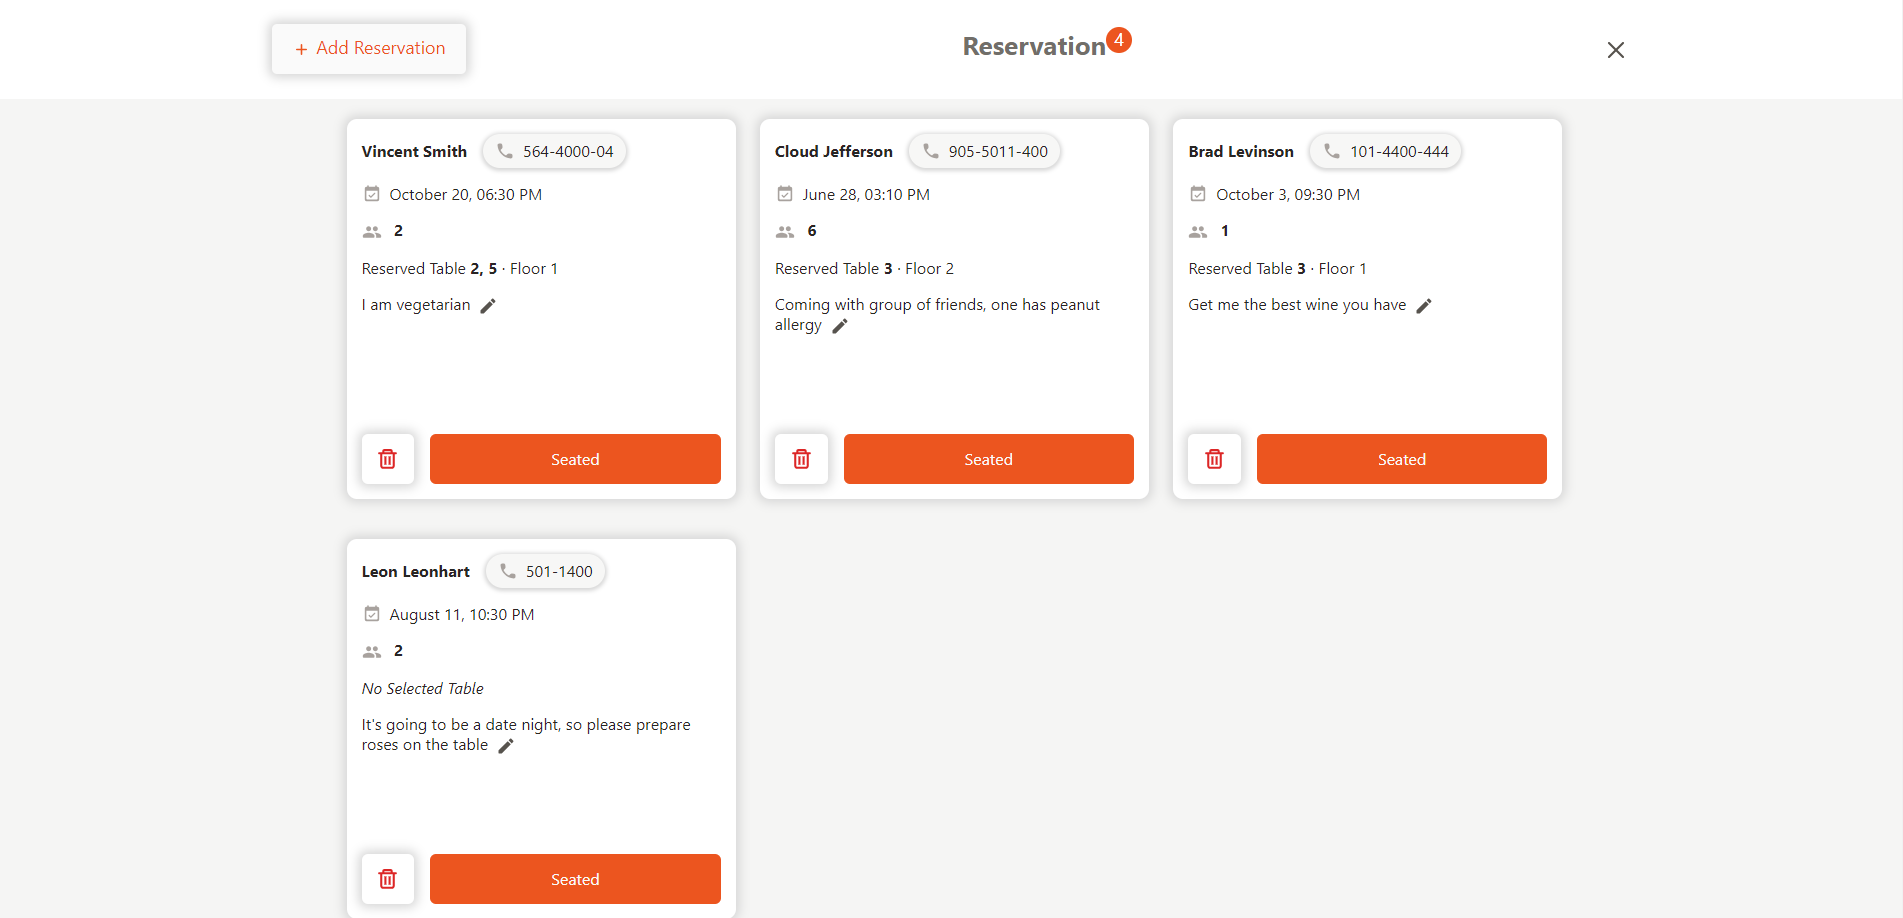 + Add Reservation
Reservation 4
Vincent Smith 564-4000-04
October 20, 06:30 PM
2
Reserved Table 2, 5 · Floor 1
I am vegetarian
Seated
Cloud Jefferson 905-5011-400
June 28, 03:10 PM
6
Reserved Table 3 · Floor 2
Coming with group of friends, one has peanut
allergy
Seated
Brad Levinson 101-4400-444
October 3, 09:30 PM
1
Reserved Table 3 · Floor 1
Get me the best wine you have
Seated
Leon Leonhart 501-1400
August 11, 10:30 PM
2
No Selected Table
It's going to be a date night, so please prepare
roses on the table
Seated